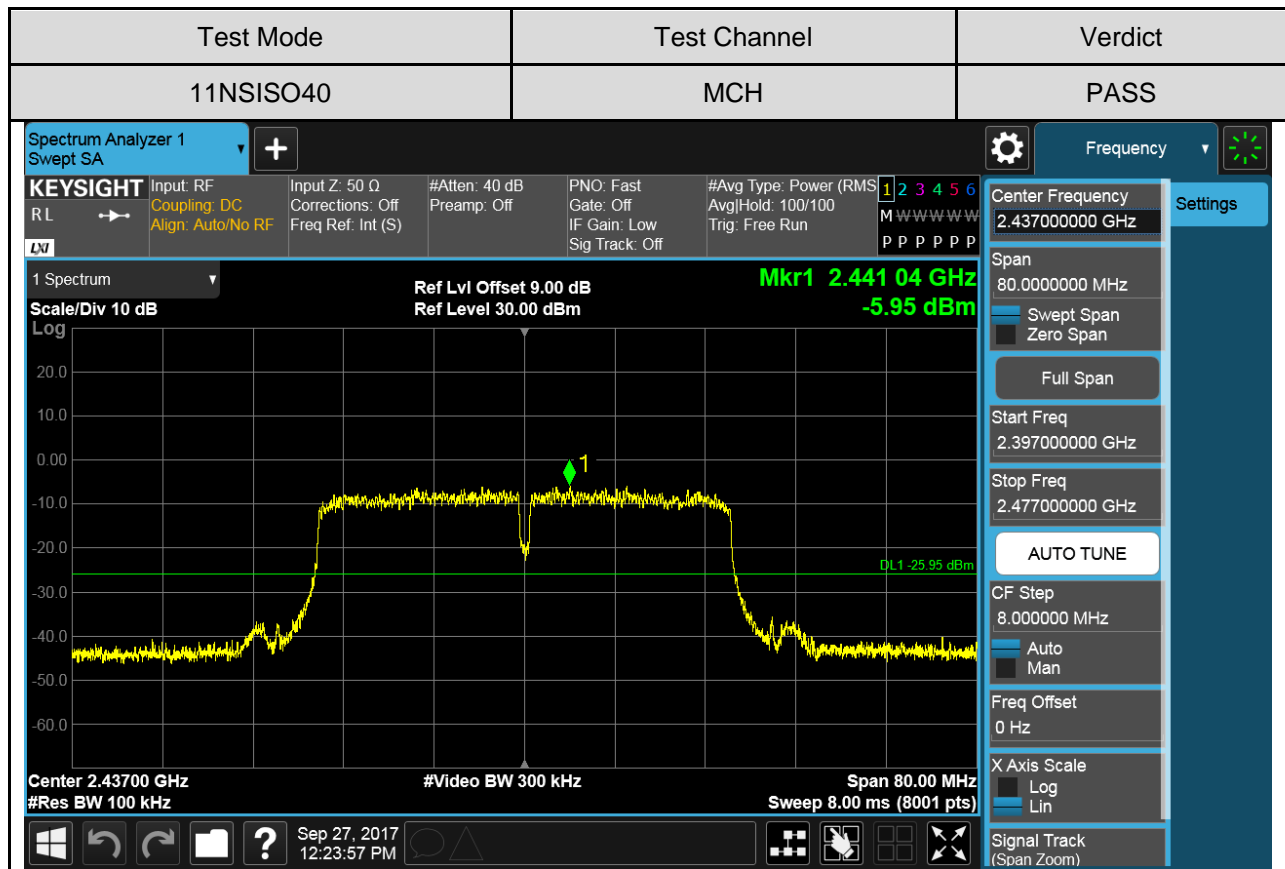 Test Mode Test Channel Verdict
11NSISO40 MCH PASS
Spectrum Analyzer 1
Swept SA
Frequency
KEYSIGHT
RL
LXI
Input: RF
Coupling: DC
Align: Auto/No RF
Input Z: 50 Ω
Corrections: Off
Freq Ref: Int (S)
#Atten: 40 dB
Preamp: Off
PNO: Fast
Gate: Off
IF Gain: Low
Sig Track: Off
#Avg Type: Power (RMS
Avg|Hold: 100/100
Trig: Free Run
1 2 3 4 5 6
M W W W W W
P P P P P P
1 Spectrum
Scale/Div 10 dB
Ref Lvl Offset 9.00 dB
Ref Level 30.00 dBm
Mkr1 2.441 04 GHz
-5.95 dBm
Log
20.0
10.0
0.00
-10.0
-20.0
-30.0
-40.0
-50.0
-60.0
1
DL1 -25.95 dBm
Center 2.43700 GHz
#Res BW 100 kHz
#Video BW 300 kHz
Span 80.00 MHz
Sweep 8.00 ms (8001 pts)
Center Frequency
2.437000000 GHz
Settings
Span
80.0000000 MHz
Swept Span
Zero Span
Full Span
Start Freq
2.397000000 GHz
Stop Freq
2.477000000 GHz
AUTO TUNE
CF Step
8.000000 MHz
Auto
Man
Freq Offset
0 Hz
X Axis Scale
Log
Lin
Signal Track
(Span Zoom)
?
Sep 27, 2017
12:23:57 PM